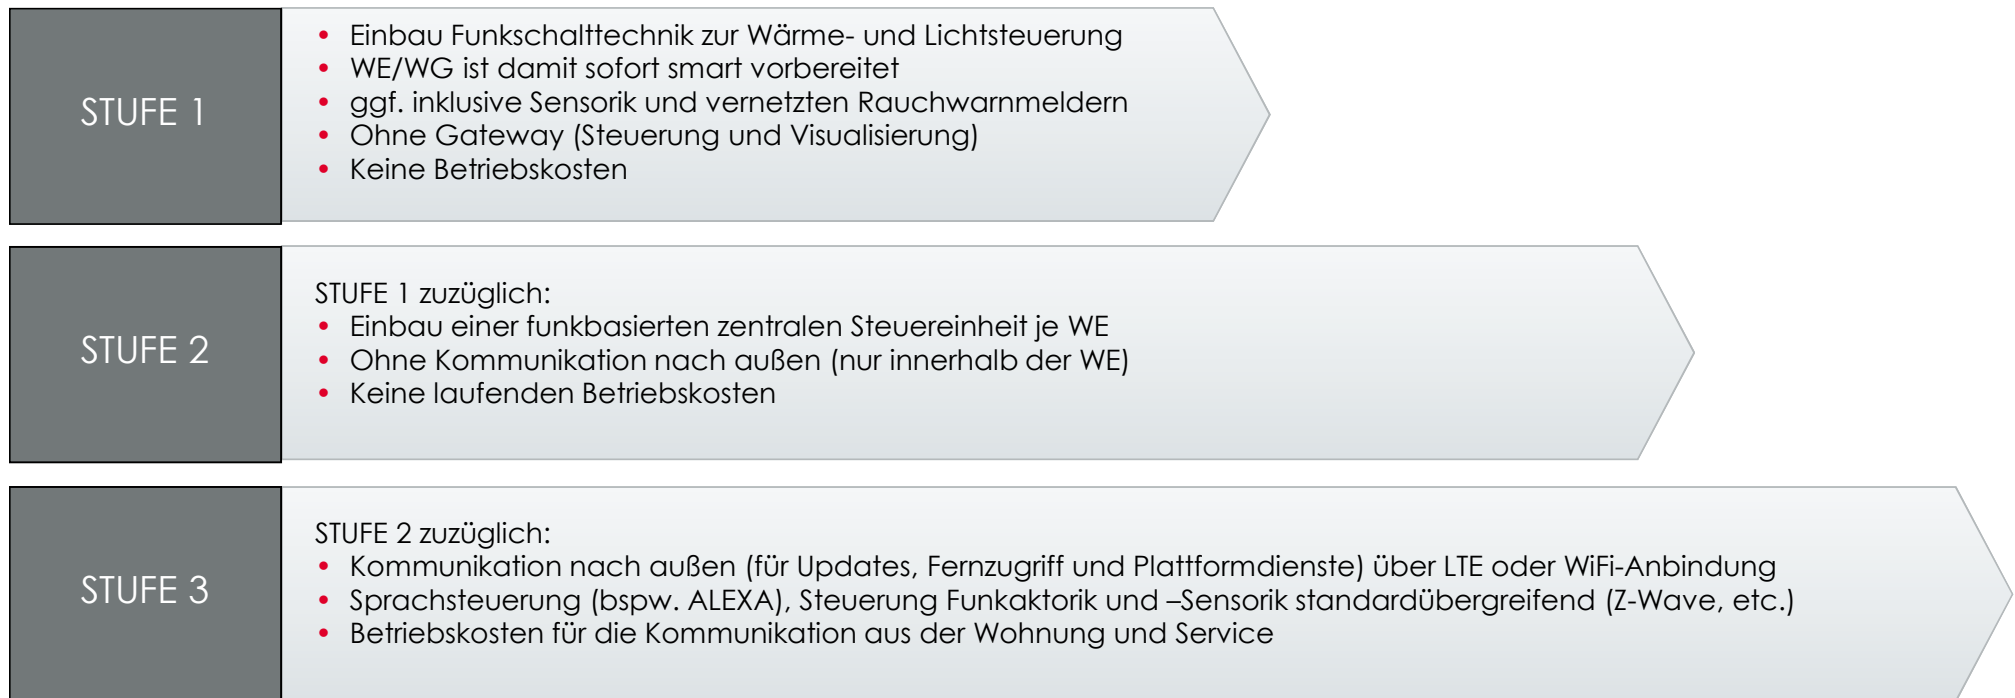 STUFE 1
• Einbau Funkschalttechnik zur Wärme- und Lichtsteuerung
• WE/WG ist damit sofort smart vorbereitet
• ggf. inklusive Sensorik und vernetzten Rauchwarnmeldern
• Ohne Gateway (Steuerung und Visualisierung)
• Keine Betriebskosten
STUFE 2
STUFE 1 zuzüglich:
• Einbau einer funkbasierten zentralen Steuereinheit je WE
• Ohne Kommunikation nach außen (nur innerhalb der WE)
• Keine laufenden Betriebskosten
STUFE 3
STUFE 2 zuzüglich:
• Kommunikation nach außen (für Updates, Fernzugriff und Plattformdienste) über LTE oder WiFi-Anbindung
• Sprachsteuerung (bspw. ALEXA), Steuerung Funkaktorik und –Sensorik standardübergreifend (Z-Wave, etc.)
• Betriebskosten für die Kommunikation aus der Wohnung und Service